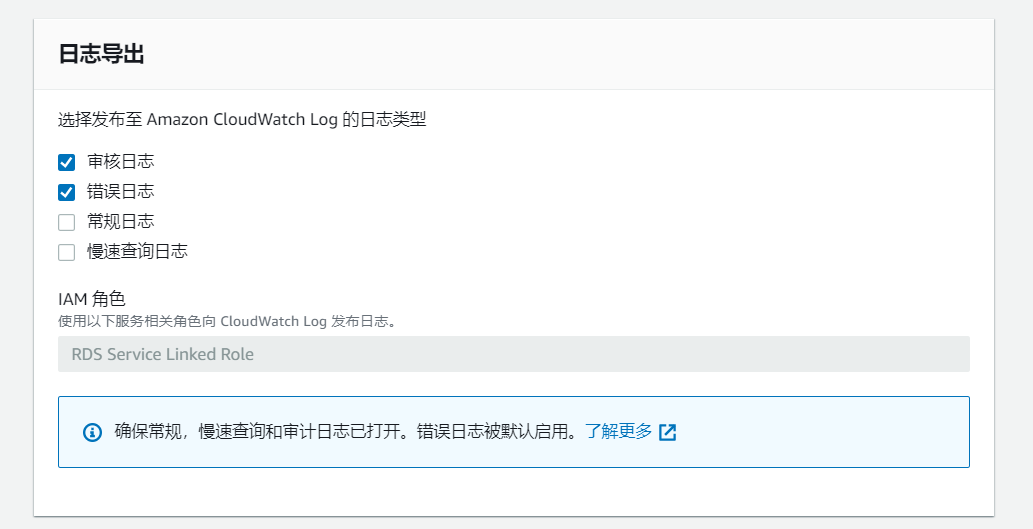 日志导出
选择发布至 Amazon CloudWatch Log 的日志类型
审核日志
错误日志
常规日志
慢速查询日志
IAM 角色
使用以下服务相关角色向 CloudWatch Log 发布日志。
RDS Service Linked Role
确保常规，慢速查询和审计日志已打开。错误日志被默认启用。了解更多